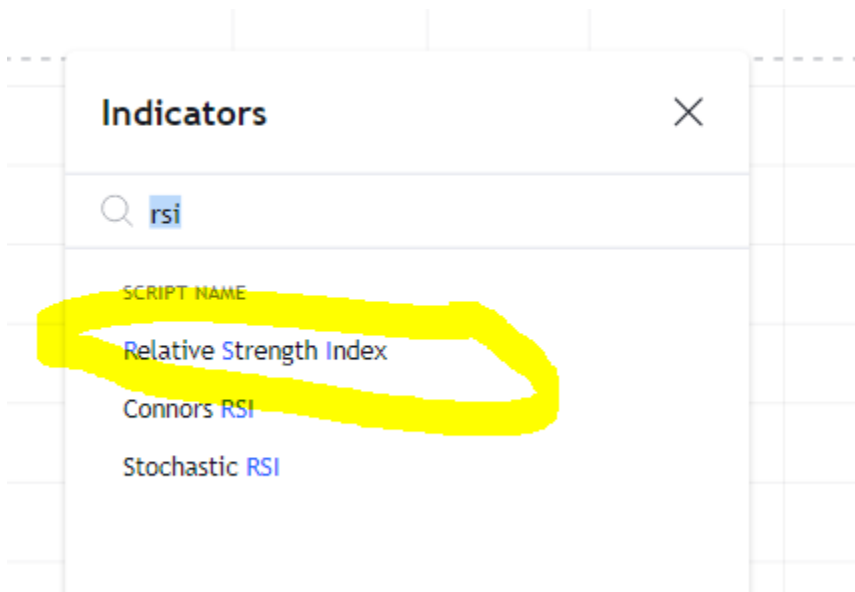 Indicators
rsi
SCRIPT NAME
Relative Strength Index
Connors RSI
Stochastic RSI